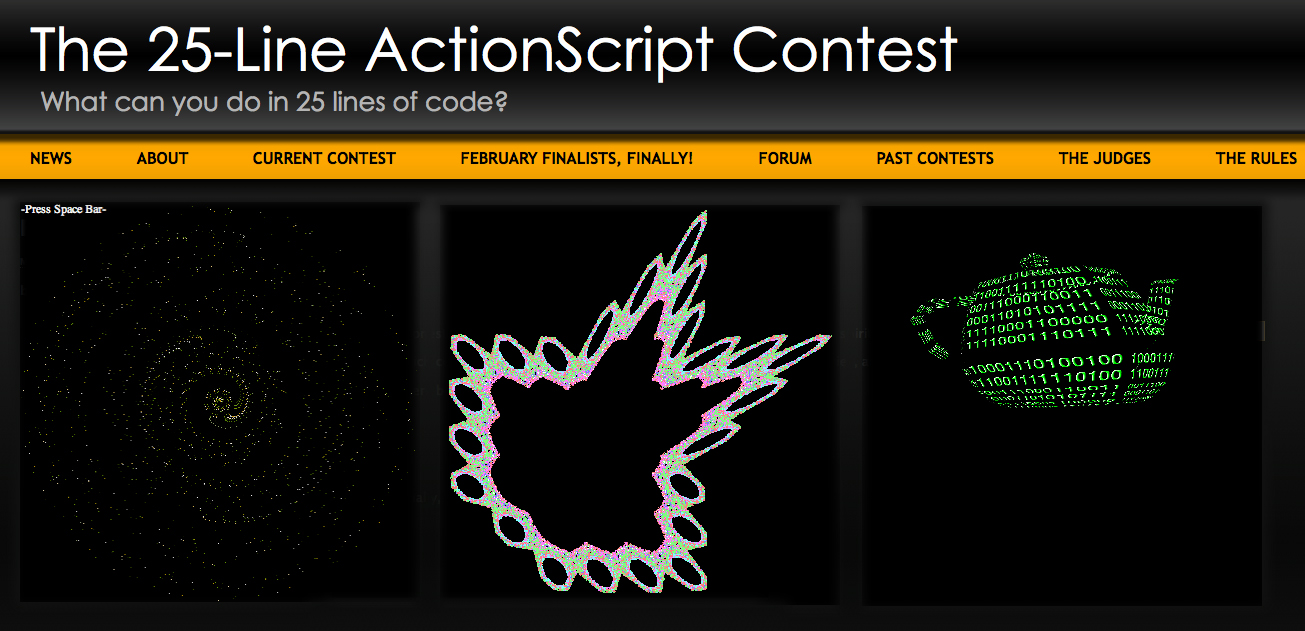 The 25-Line ActionScript Contest
What can you do in 25 lines of code?
NEWS ABOUT CURRENT CONTEST FEBRUARY FINALISTS, FINALLY! FORUM PAST CONTESTS THE JUDGES THE RULES
-Press Space Bar-